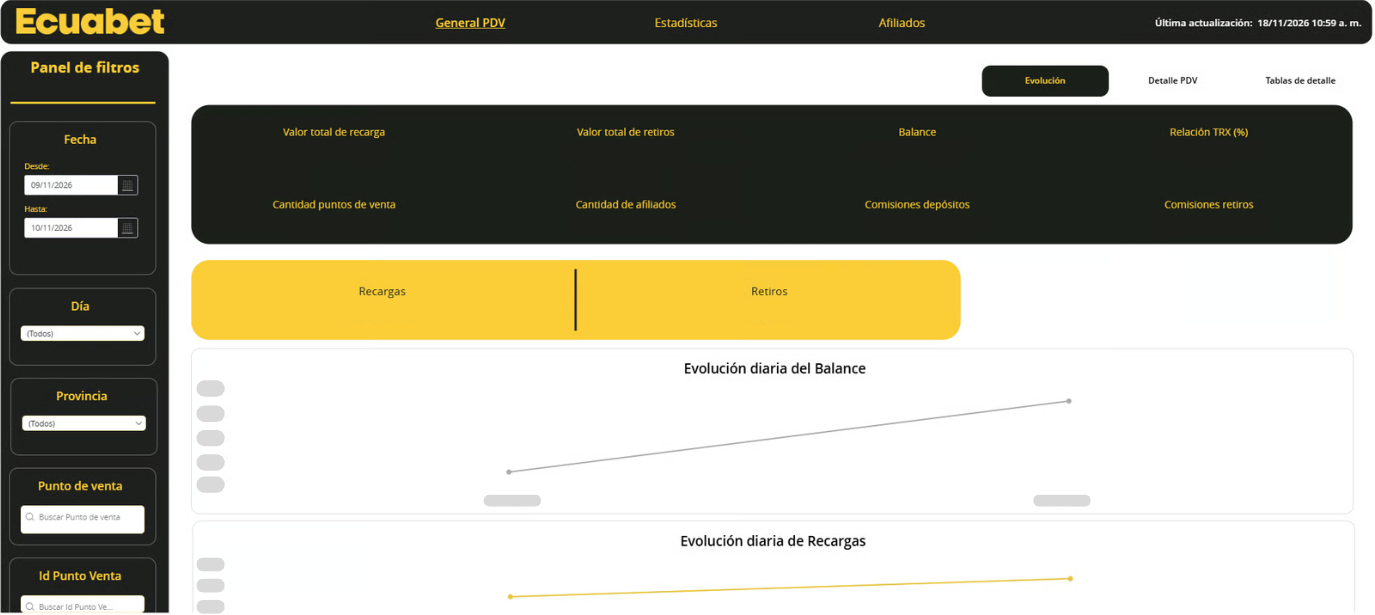 Ecuabet
General PDV
Estadísticas
Afiliados
Última actualización: 18/11/2026 10:59 a. m.
Panel de filtros
Fecha
Desde:
09/11/2026
Hasta:
10/11/2026
Día
(Todos)
Provincia
(Todos)
Punto de venta
Buscar Punto de venta
Id Punto Venta
Buscar Id Punto Ve...
Evolución
Detalle PDV
Tablas de detalle
Valor total de recarga
Valor total de retiros
Balance
Relación TRX (%)
Cantidad puntos de venta
Cantidad de afiliados
Comisiones depósitos
Comisiones retiros
Recargas
Retiros
Evolución diaria del Balance
Evolución diaria de Recargas